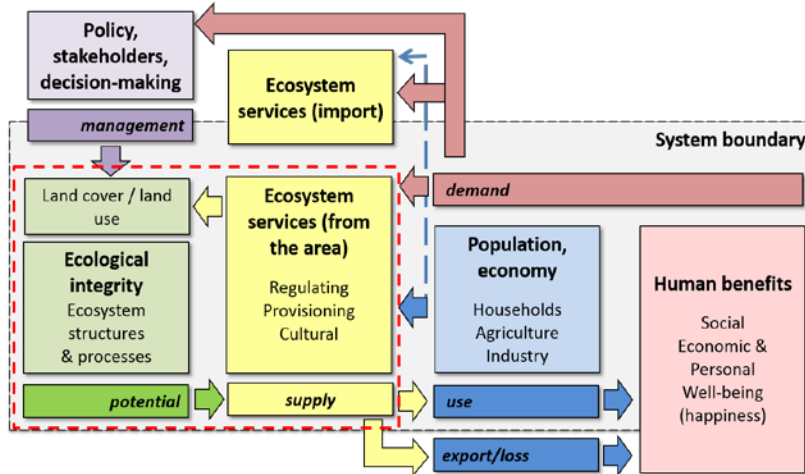 Policy,
stakeholders,
decision-making
Ecosystem
services (import)
management
System boundary
Land cover / land
use
Ecosystem
services (from
the area)
Regulating
Provisioning
Cultural
demand
Ecological
integrity
Ecosystem
structures
& processes
Population,
economy
Households
Agriculture
Industry
Human benefits
Social
Economic &
Personal
Well-being
(happiness)
potential
supply
use
export/loss